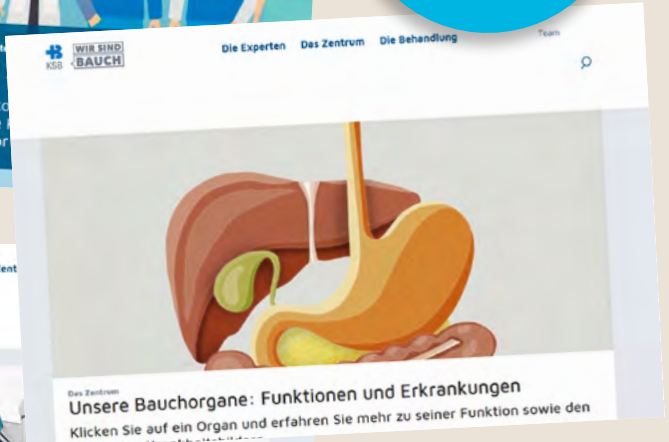 KSB
WIR SIND
BAUCH
Die Experten Das Zentrum Die Behandlung
Team
Das Zentrum
Unsere Bauchorgane: Funktionen und Erkrankungen
Klicken Sie auf ein Organ und erfahren Sie mehr zu seiner Funktion sowie den